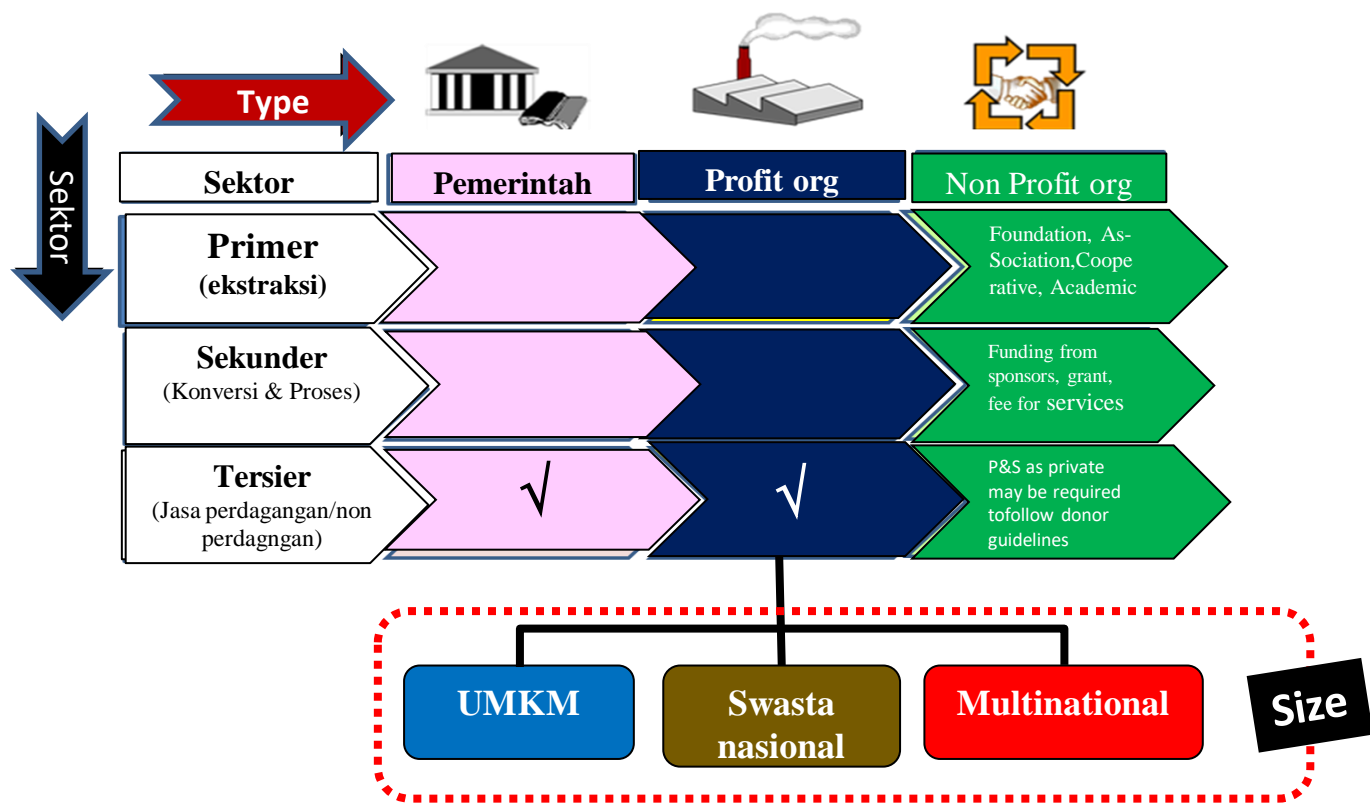 Type
Sektor
Sektor
Pemerintah
Profit org
Non Profit org
Primer
(ekstraksi)
Foundation, As-
Sociation,Coope
rative, Academic
Sekunder
(Konversi & Proses)
Funding from
sponsors, grant,
fee for services
Tersier
(Jasa perdagangan/non
perdagngan)
√
√
P&S as private
may be required
tofollow donor
guidelines
UMKM
Swasta
nasional
Multinational
Size